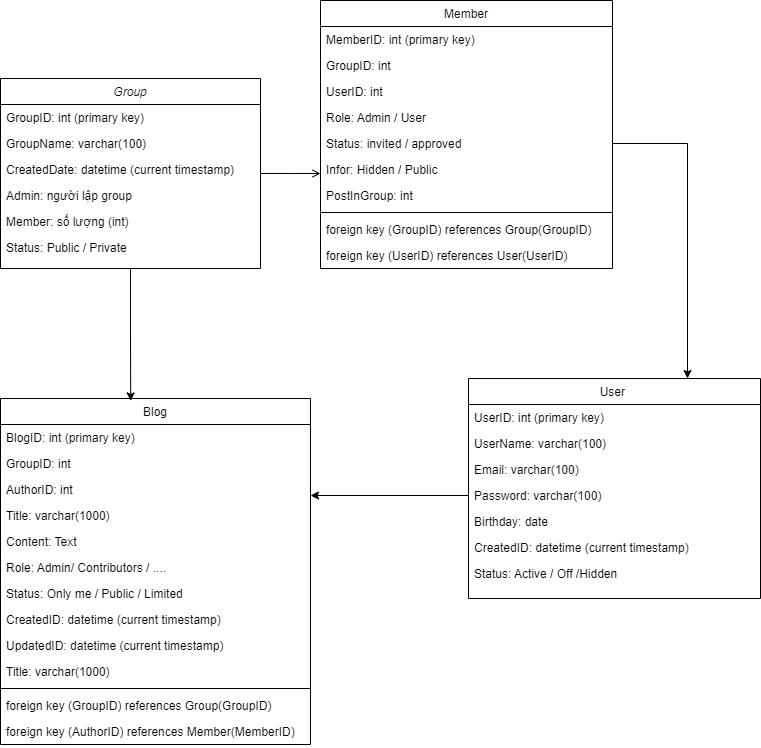 Member
MemberID: int (primary key)
GroupID: int
UserID: int
Role: Admin / User
Status: invited / approved
Infor: Hidden / Public
PostInGroup: int
foreign key (GroupID) references Group(GroupID)
foreign key (UserID) references User(UserID)
Group
GroupID: int (primary key)
GroupName: varchar(100)
CreatedDate: datetime (current timestamp)
Admin: người lập group
Member: số lượng (int)
Status: Public / Private
Blog
BlogID: int (primary key)
GroupID: int
AuthorID: int
Title: varchar(1000)
Content: Text
Role: Admin/ Contributors / ....
Status: Only me / Public / Limited
CreatedID: datetime (current timestamp)
UpdatedID: datetime (current timestamp)
Title: varchar(1000)
foreign key (GroupID) references Group(GroupID)
foreign key (AuthorID) references Member(MemberID)
User
UserID: int (primary key)
UserName: varchar(100)
Email: varchar(100)
Password: varchar(100)
Birthday: date
CreatedID: datetime (current timestamp)
Status: Active / Off /Hidden